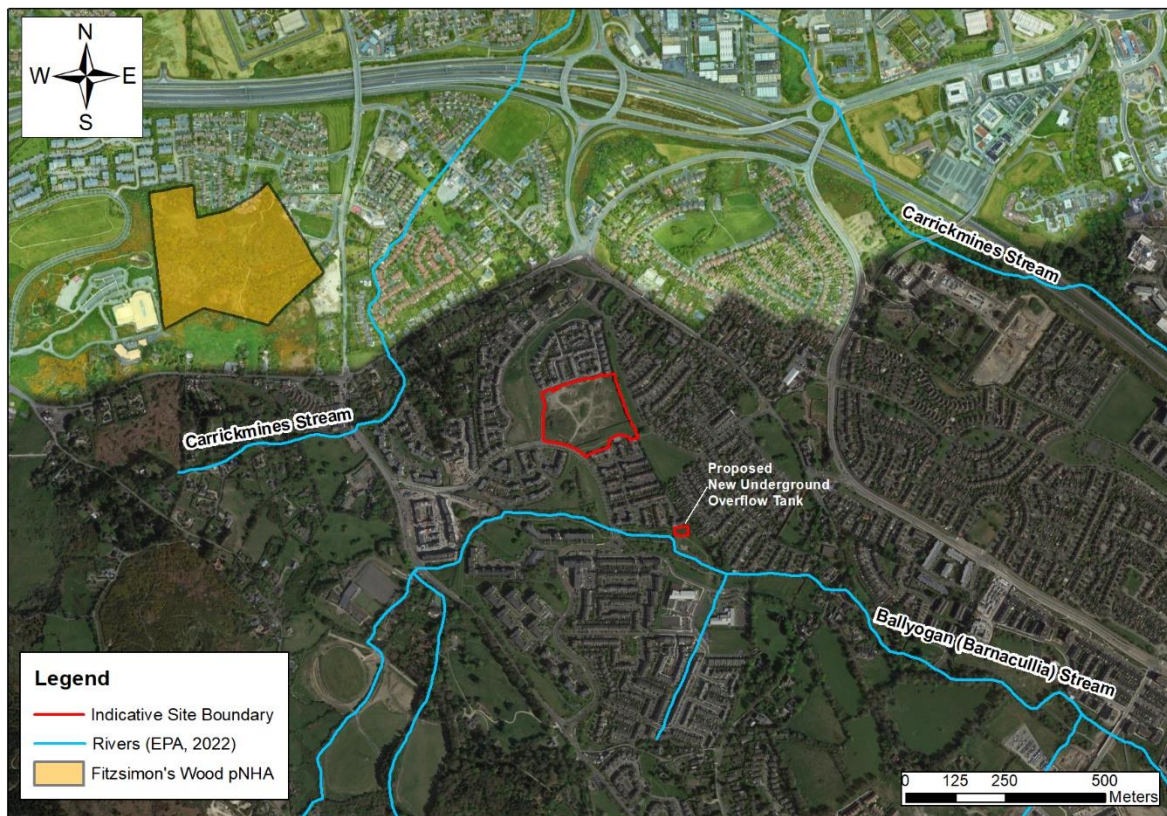 N
W E
S
Carrickmines Stream
Carrickmines Stream
Proposed
New Underground
Overflow Tank
Ballyogan (Barnacullia) Stream
Legend
Indicative Site Boundary
Rivers (EPA, 2022)
Fitzsimon's Wood pNHA
0 125 250 500
Meters